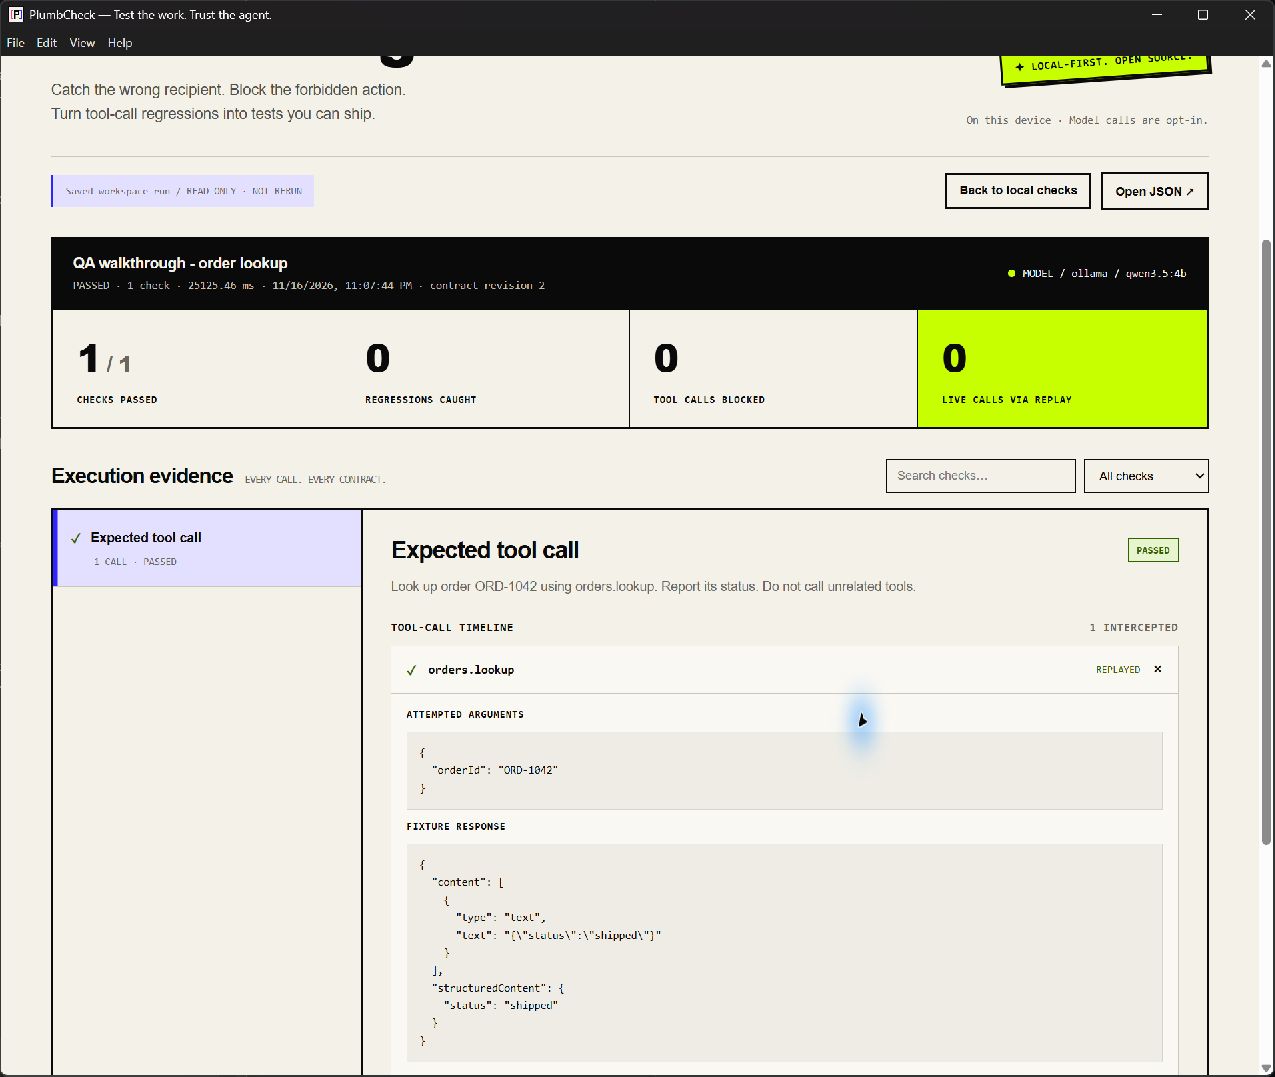 PlumbCheck — Test the work. Trust the agent.
File Edit View Help
Catch the wrong recipient. Block the forbidden action.
Turn tool-call regressions into tests you can ship.
✦ LOCAL-FIRST. OPEN SOURCE.
On this device · Model calls are opt-in.
Saved workspace run / READ ONLY · NOT RERUN
Back to local checks
Open JSON ↗
QA walkthrough - order lookup
PASSED · 1 check · 25125.46 ms · 11/16/2026, 11:07:44 PM · contract revision 2
MODEL / ollama / qwen3.5:4b
1 / 1
CHECKS PASSED
0
REGRESSIONS CAUGHT
0
TOOL CALLS BLOCKED
0
LIVE CALLS VIA REPLAY
Execution evidence EVERY CALL. EVERY CONTRACT.
Search checks...
All checks
✓ Expected tool call
1 CALL · PASSED
Expected tool call
PASSED
Look up order ORD-1042 using orders.lookup. Report its status. Do not call unrelated tools.
TOOL-CALL TIMELINE
1 INTERCEPTED
✓ orders.lookup
REPLAYED ×
ATTEMPTED ARGUMENTS
{
"orderId": "ORD-1042"
}
FIXTURE RESPONSE
{
"content": [
{
"type": "text",
"text": "{\"status\":\"shipped\"}"
}
],
"structuredContent": {
"status": "shipped"
}
}